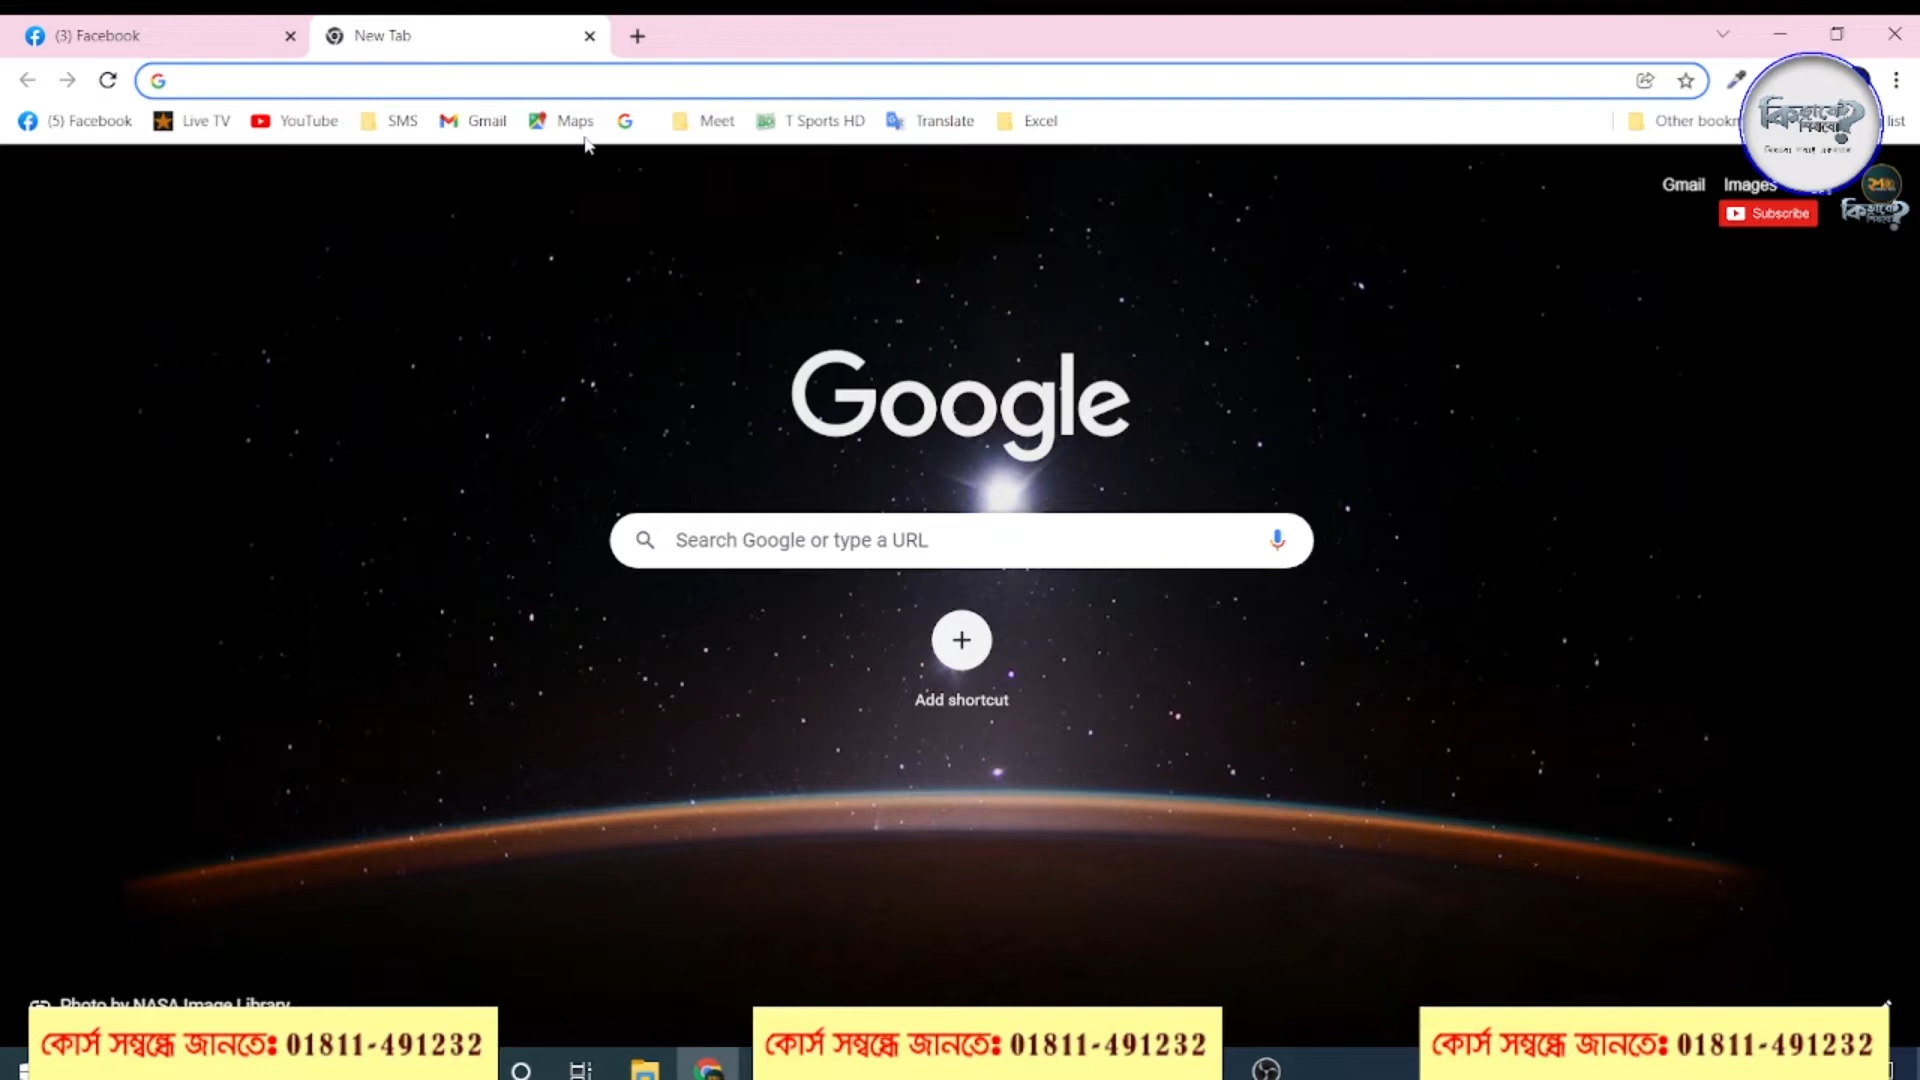 (3) Facebook
New Tab
(5) Facebook
Live TV
YouTube
SMS
Gmail
Maps
Meet
T Sports HD
Translate
Excel
Other bookm
list
কি হবে শিখবো?
Gmail
Images
Subscribe
Google
Search Google or type a URL
Add shortcut
Photo by NASA Image Library
কোর্স সম্বন্ধে জানতে: 01811-491232
কোর্স সম্বন্ধে জানতে: 01811-491232
কোর্স সম্বন্ধে জানতে: 01811-491232